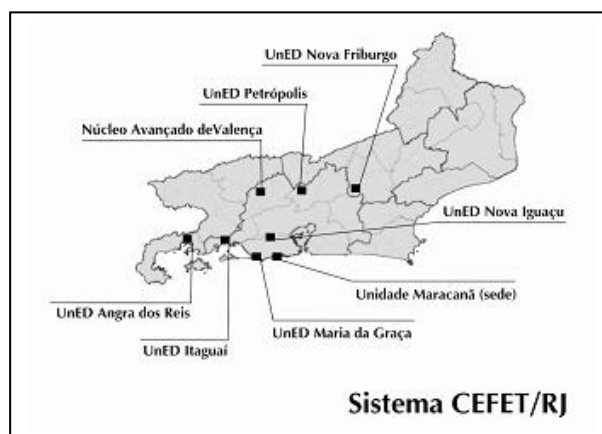 UnED Nova Friburgo
UnED Petrópolis
Núcleo Avançado deValença
UnED Nova Iguaçu
Unidade Maracanã (sede)
UnED Angra dos Reis
UnED Maria da Graça
UnED Itaguaí
Sistema CEFET/RJ